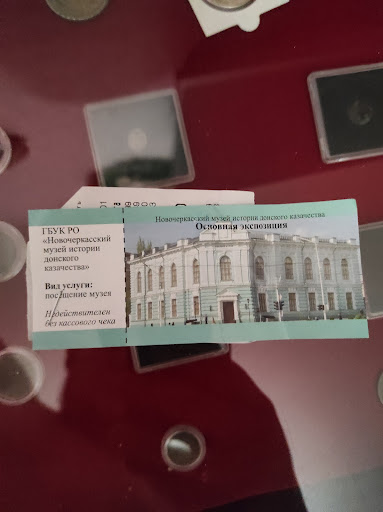 ГБУК РО
«Новочеркасский
музей истории
донского
казачества»
Вид услуги:
посещение музея
Недействителен
без кассового чека
Новочеркасский музей истории донского казачества
Основная экспозиция